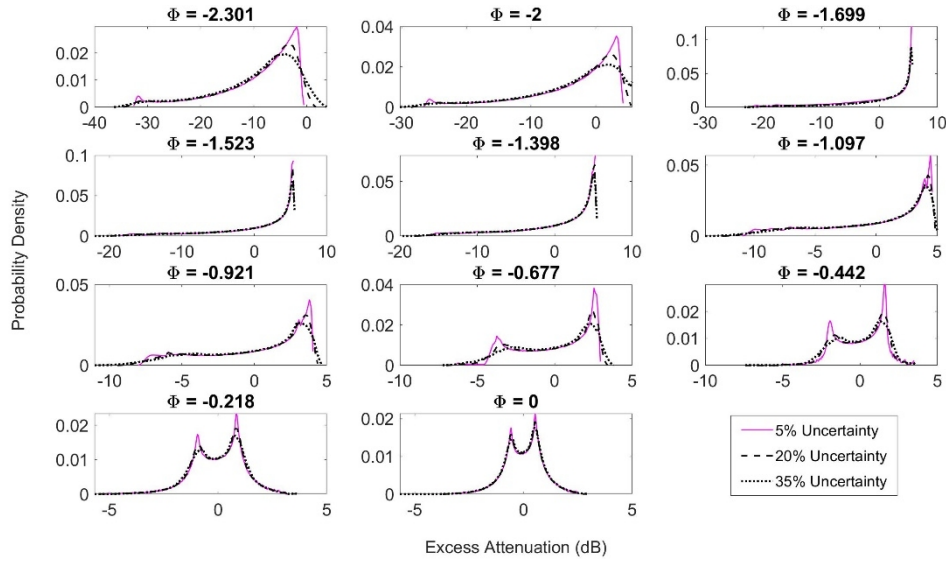 Φ = -2.301 Φ = -2 Φ = -1.699
0.02 0.04 0.1
0.01 0.02 0.05
0 0 0
-40 -30 -20 -10 0 -30 -20 -10 0 -30 -20 -10 0 10
Φ = -1.523 Φ = -1.398 Φ = -1.097
0.1
0.05 0.05 0.05
0 0 0
-20 -10 0 10 -20 -10 0 10 -10 -5 0 5
Φ = -0.921 Φ = -0.677 Φ = -0.442
0.05 0.04
0.02 0.02
0.01
0 0 0
-10 -5 0 5 -10 -5 0 5 -10 -5 0 5
Φ = -0.218 Φ = 0
0.02 0.02
0.01 0.01
0 0
-5 0 5 -5 0 5
5% Uncertainty
20% Uncertainty
35% Uncertainty
Probability Density
Excess Attenuation (dB)